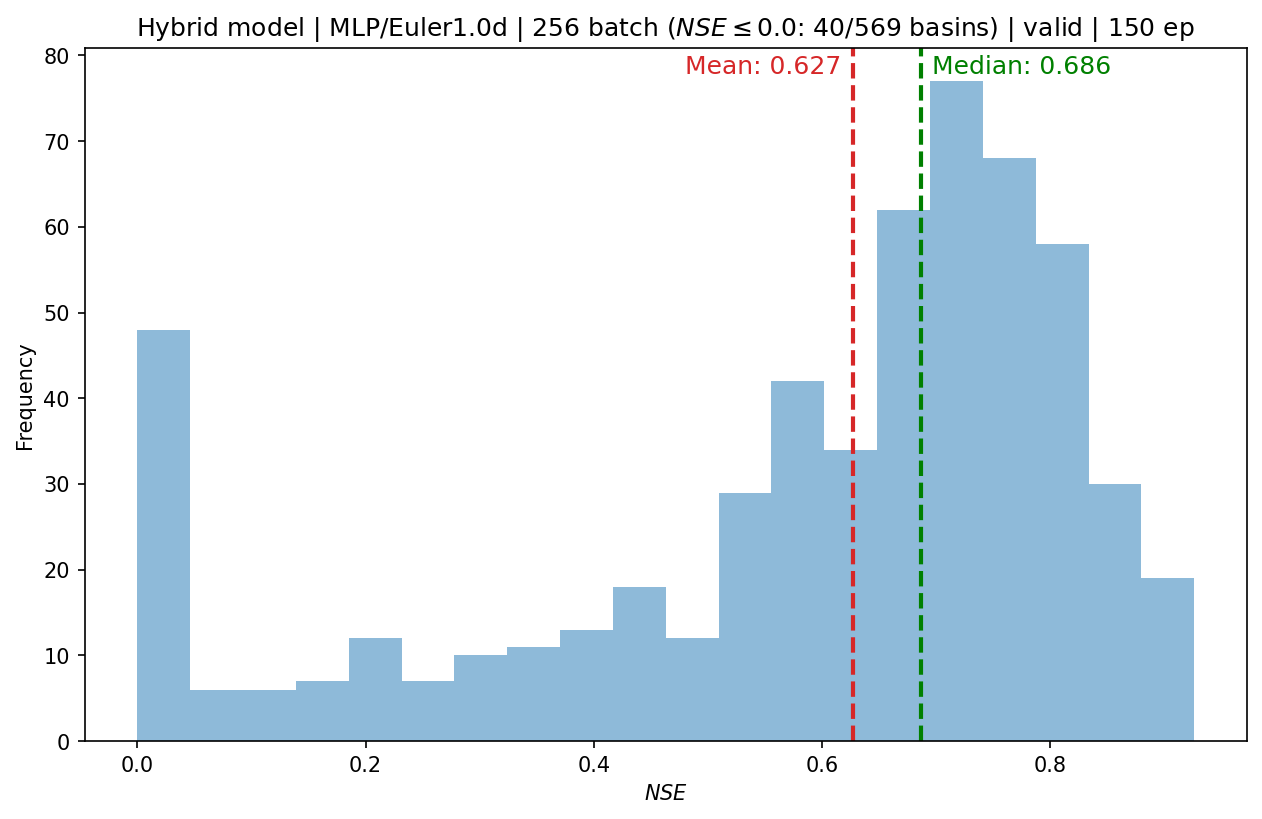 Hybrid model | MLP/Euler1.0d | 256 batch (NSE ≤ 0.0: 40/569 basins) | valid | 150 ep
Mean: 0.627
Median: 0.686
80
70
60
50
40
30
20
10
0
Frequency
0.0
0.2
0.4
0.6
0.8
NSE